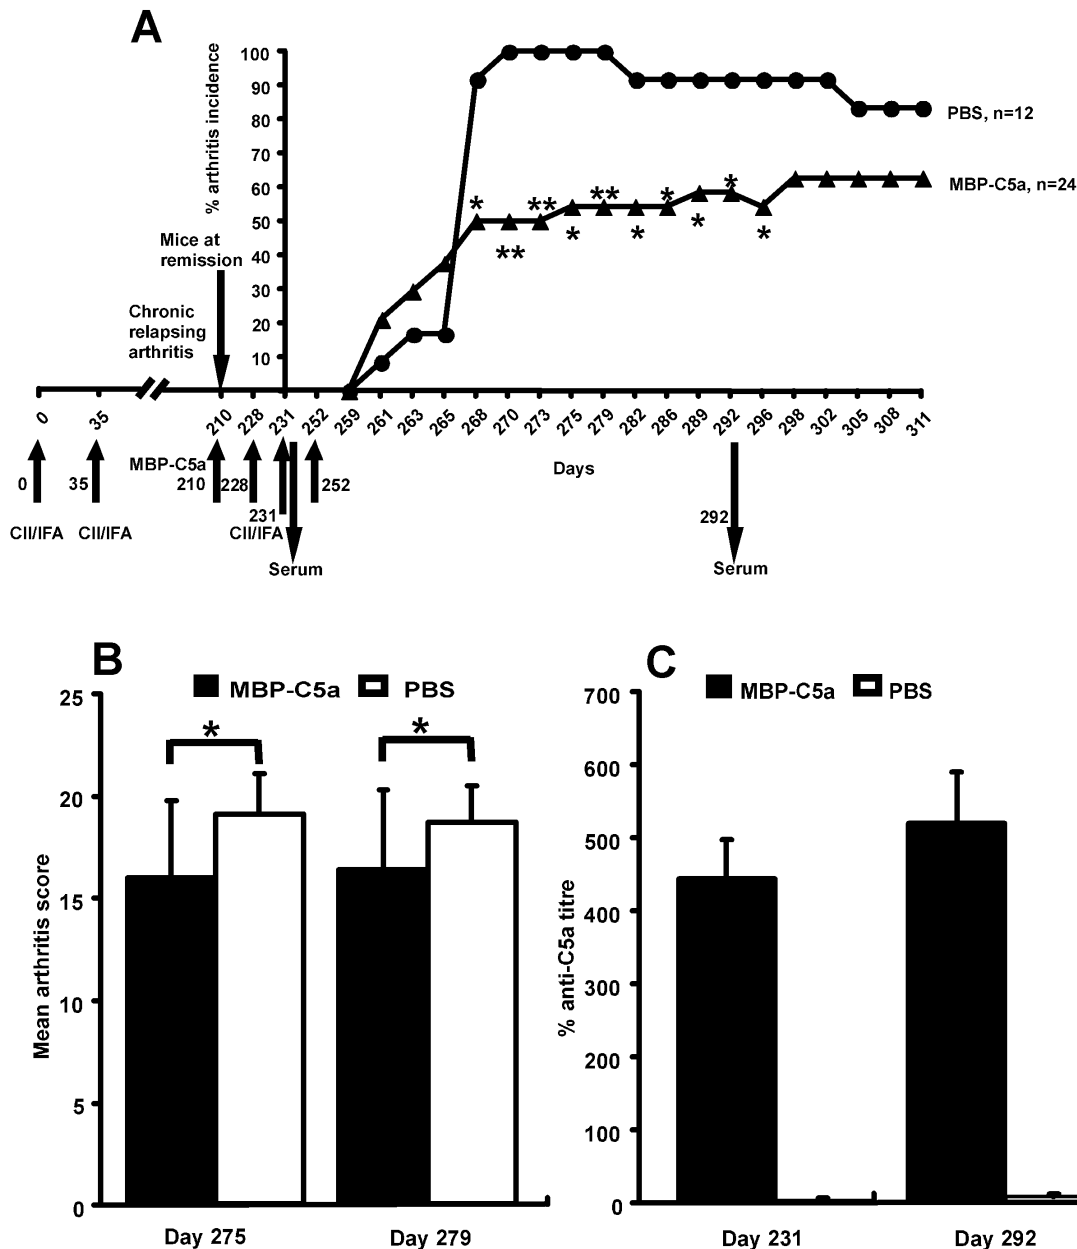 A
% arthritis incidence
100
90
80
70
60
50
40
30
20
10
PBS, n=12
MBP-C5a, n=24
* ** ** * *
** * * * *
Mice at
remission
Chronic
relapsing
arthritis
0 35 210 228 231 252 259 261 263 265 268 270 273 275 279 282 286 289 292 296 298 302 305 308 311
Days
MBP-C5a
0 35 210 228 231 252 292
CII/IFA CII/IFA CII/IFA
Serum Serum
B
MBP-C5a PBS
Mean arthritis score
25
20
15
10
5
0
* *
Day 275 Day 279
C
MBP-C5a PBS
% anti-C5a titre
700
600
500
400
300
200
100
0
Day 231 Day 292